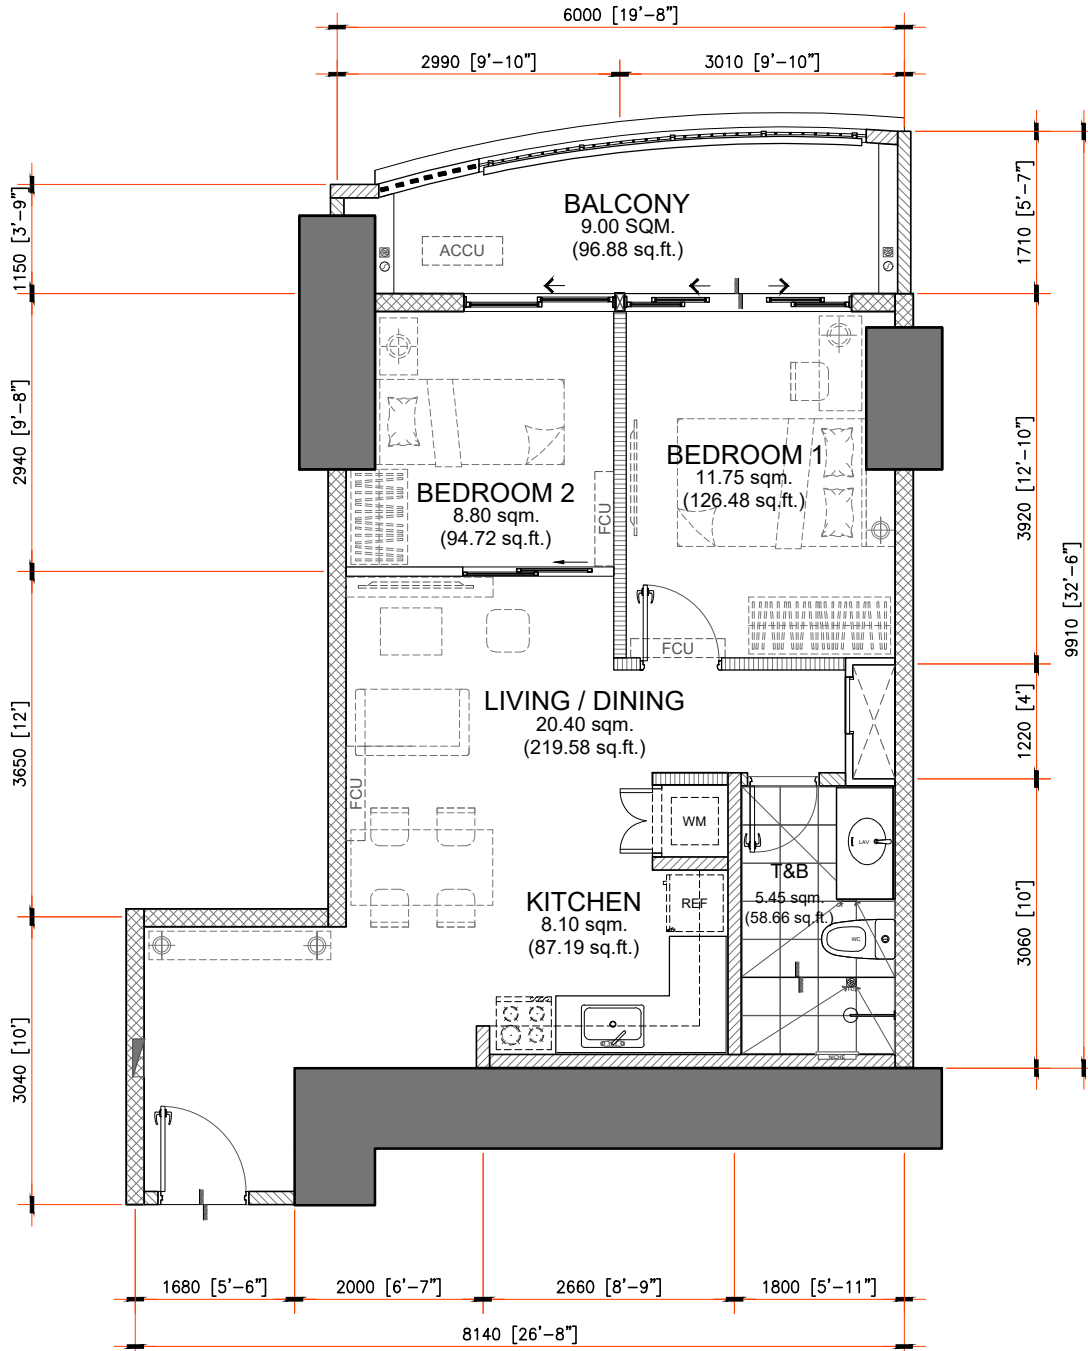 6000 [19'-8"]
2990 [9'-10"]
3010 [9'-10"]
1150 [3'-9"]
2940 [9'-8"]
3650 [12']
3040 [10']
1710 [5'-7"]
3920 [12'-10"]
1220 [4']
3060 [10']
9910 [32'-6"]
BALCONY
9.00 SQM.
(96.88 sq.ft.)
ACCU
BEDROOM 1
11.75 sqm.
(126.48 sq.ft.)
BEDROOM 2
8.80 sqm.
(94.72 sq.ft.)
FCU
FCU
LIVING / DINING
20.40 sqm.
(219.58 sq.ft.)
FCU
WM
LAV.
T&B
5.45 sqm.
(58.66 sq.ft.)
KITCHEN
8.10 sqm.
(87.19 sq.ft.)
REF
WC
NICHE
1680 [5'-6"]
2000 [6'-7"]
2660 [8'-9"]
1800 [5'-11"]
8140 [26'-8"]